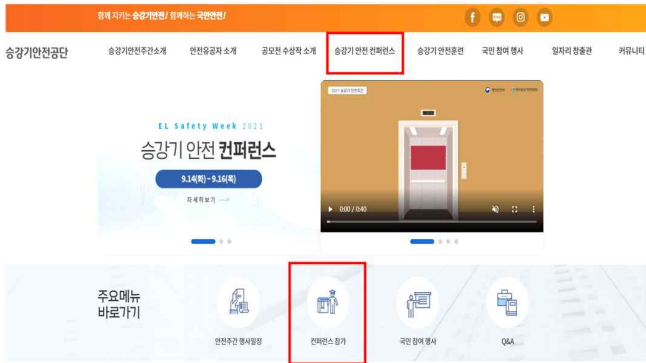 함께 지키는 승강기안전! 함께하는 국민안전!
승강기안전공단
승강기안전주간소개 안전유공자 소개 공모전 수상작 소개 승강기 안전 컨퍼런스 승강기 안전훈련 국민 참여 행사 일자리 창출관 커뮤니티
EL Safety Week 2021
승강기 안전 컨퍼런스
9.14(화) ~ 9.16(목)
자세히보기
0:00 / 0:40
주요메뉴
바로가기
안전주간 행사일정 컨퍼런스 참가 국민 참여 행사 Q&A